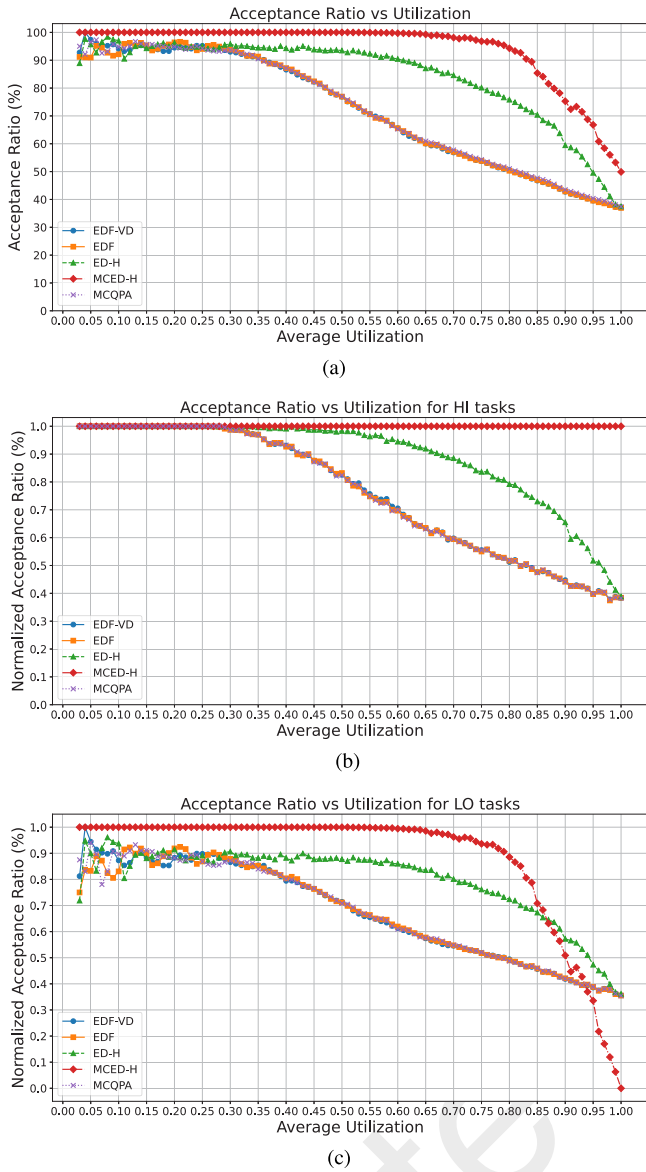 Acceptance Ratio vs Utilization
100
90
80
70
60
50
40
30
20
10
0
Acceptance Ratio (%)
EDF-VD
EDF
ED-H
MCED-H
MCQPA
0.00 0.05 0.10 0.15 0.20 0.25 0.30 0.35 0.40 0.45 0.50 0.55 0.60 0.65 0.70 0.75 0.80 0.85 0.90 0.95 1.00
Average Utilization
(a)
Acceptance Ratio vs Utilization for HI tasks
1.0
0.9
0.8
0.7
0.6
0.5
0.4
0.3
0.2
0.1
0.0
Normalized Acceptance Ratio (%)
EDF-VD
EDF
ED-H
MCED-H
MCQPA
0.00 0.05 0.10 0.15 0.20 0.25 0.30 0.35 0.40 0.45 0.50 0.55 0.60 0.65 0.70 0.75 0.80 0.85 0.90 0.95 1.00
Average Utilization
(b)
Acceptance Ratio vs Utilization for LO tasks
1.0
0.9
0.8
0.7
0.6
0.5
0.4
0.3
0.2
0.1
0.0
Normalized Acceptance Ratio (%)
EDF-VD
EDF
ED-H
MCED-H
MCQPA
0.00 0.05 0.10 0.15 0.20 0.25 0.30 0.35 0.40 0.45 0.50 0.55 0.60 0.65 0.70 0.75 0.80 0.85 0.90 0.95 1.00
Average Utilization
(c)